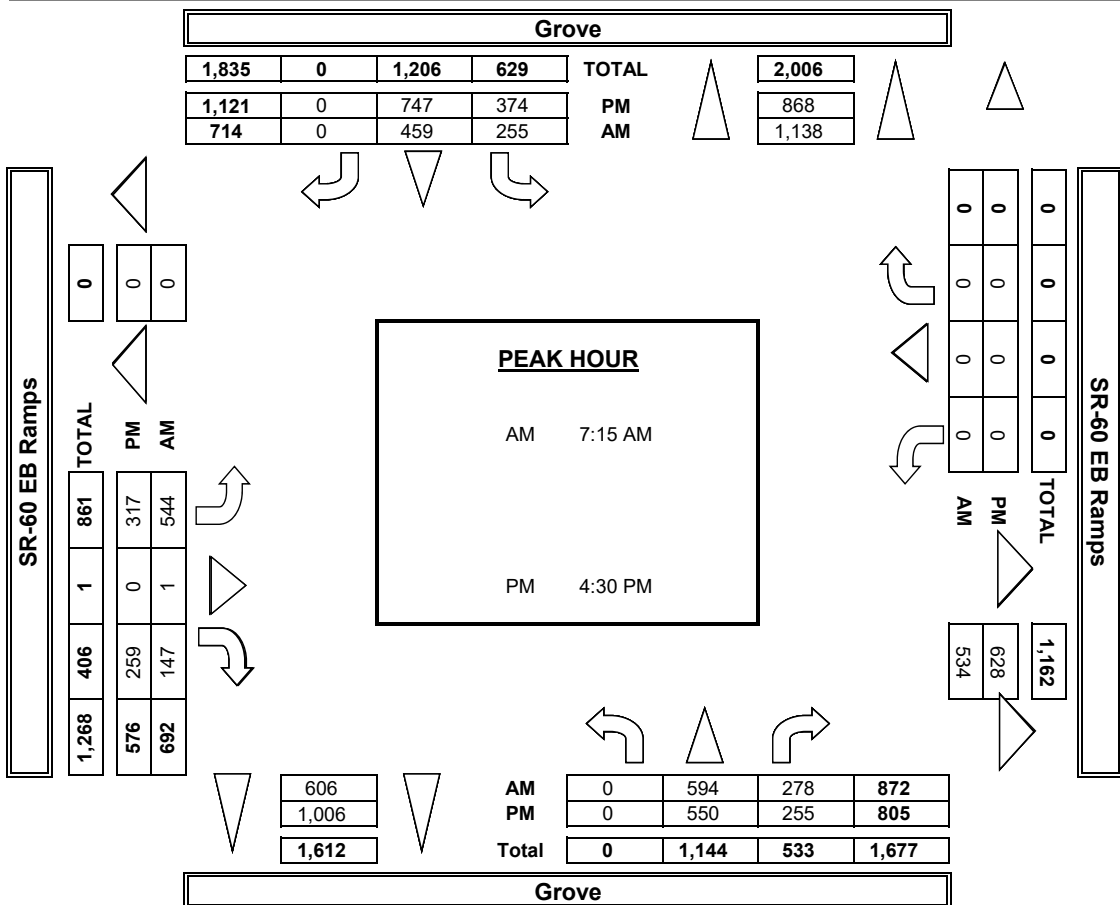 Grove
1,835 0 1,206 629 TOTAL 2,006
1,121 0 747 374 PM 868
714 0 459 255 AM 1,138
SR-60 EB Ramps
0 0 0
TOTAL PM AM
861 317 544
1 0 1
406 259 147
1,268 576 692
PEAK HOUR
AM 7:15 AM
PM 4:30 PM
0 0 0
0 0 0
0 0 0
0 0 0
AM PM TOTAL
534 628 1,162
SR-60 EB Ramps
606 AM 0 594 278 872
1,006 PM 0 550 255 805
1,612 Total 0 1,144 533 1,677
Grove